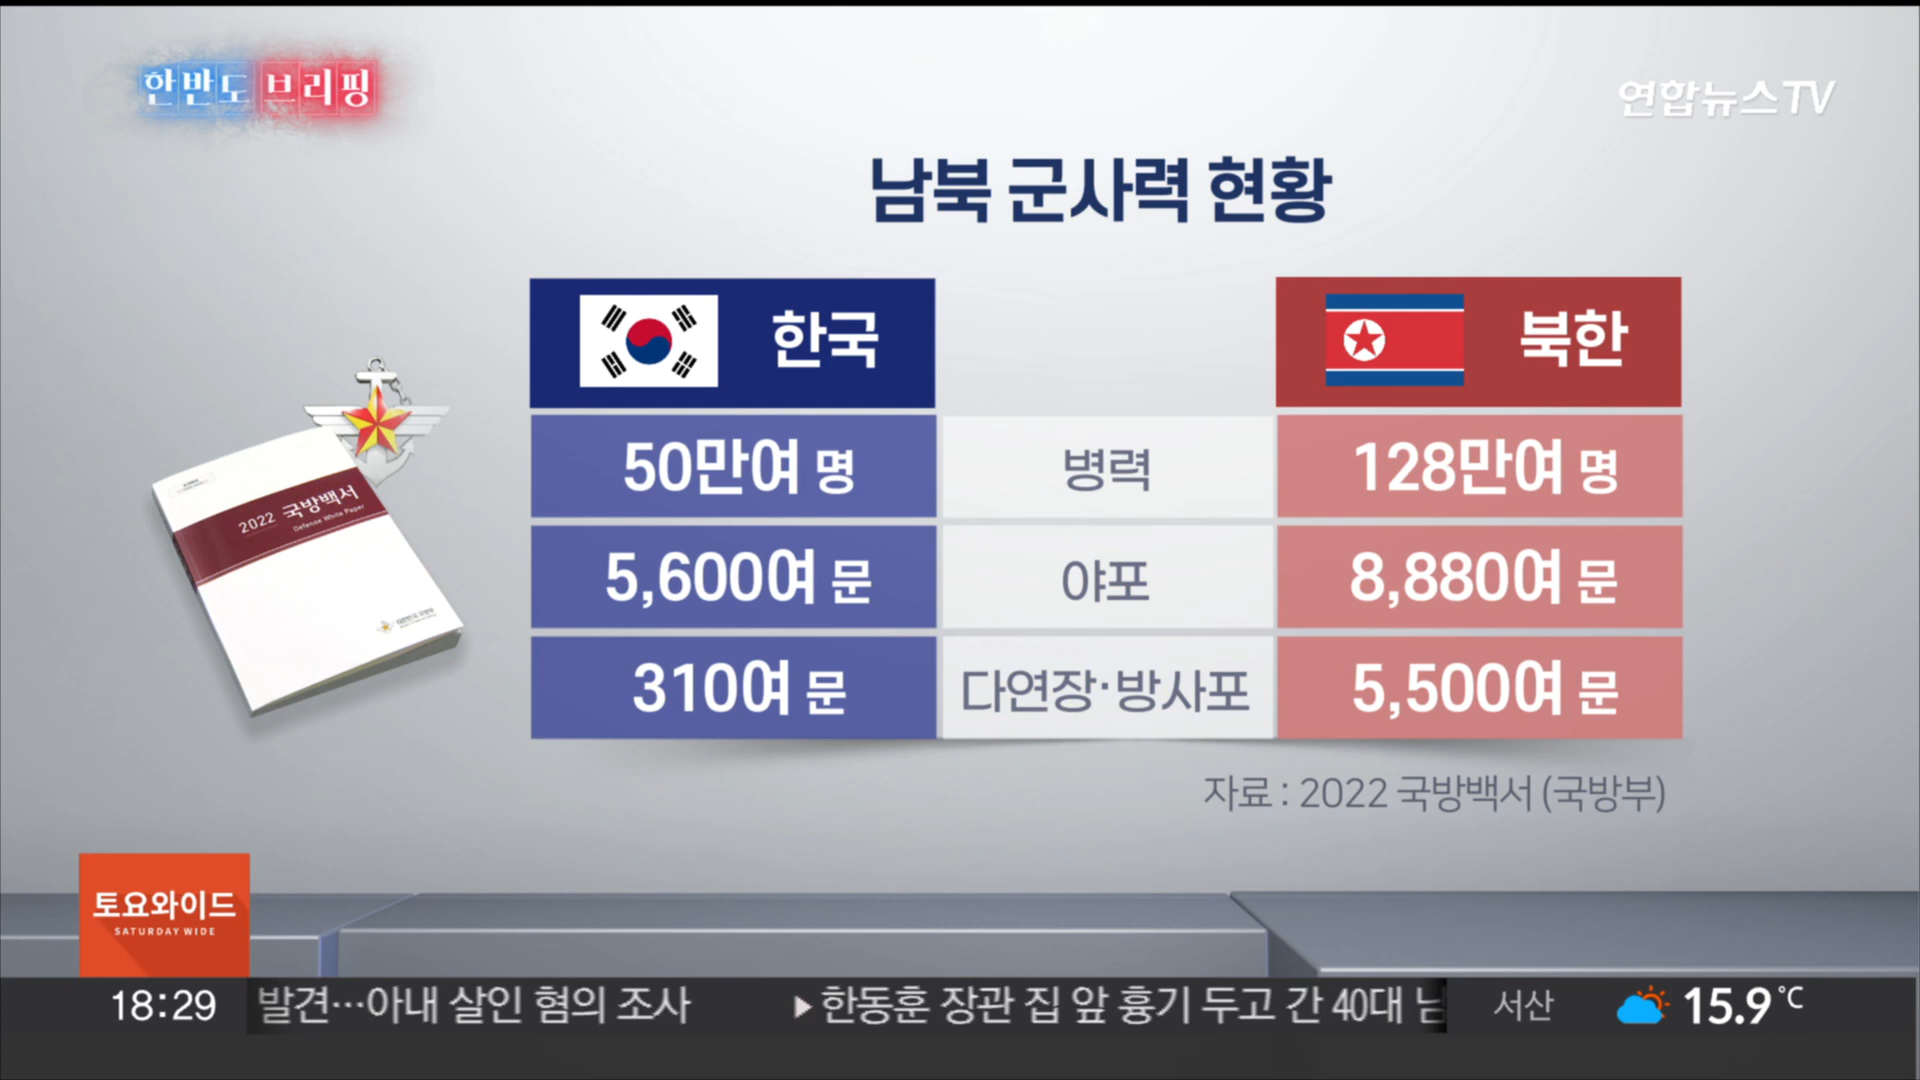 한반도 브리핑
연합뉴스TV
남북 군사력 현황
한국
북한
50만여 명
병력
128만여 명
5,600여 문
야포
8,880여 문
310여 문
다연장·방사포
5,500여 문
2022 국방백서
Defense White Paper
자료 : 2022 국방백서 (국방부)
토요와이드
SATURDAY WIDE
18:29
발견…아내 살인 혐의 조사
▶한동훈 장관 집 앞 흉기 두고 간 40대 남
서산
15.9℃